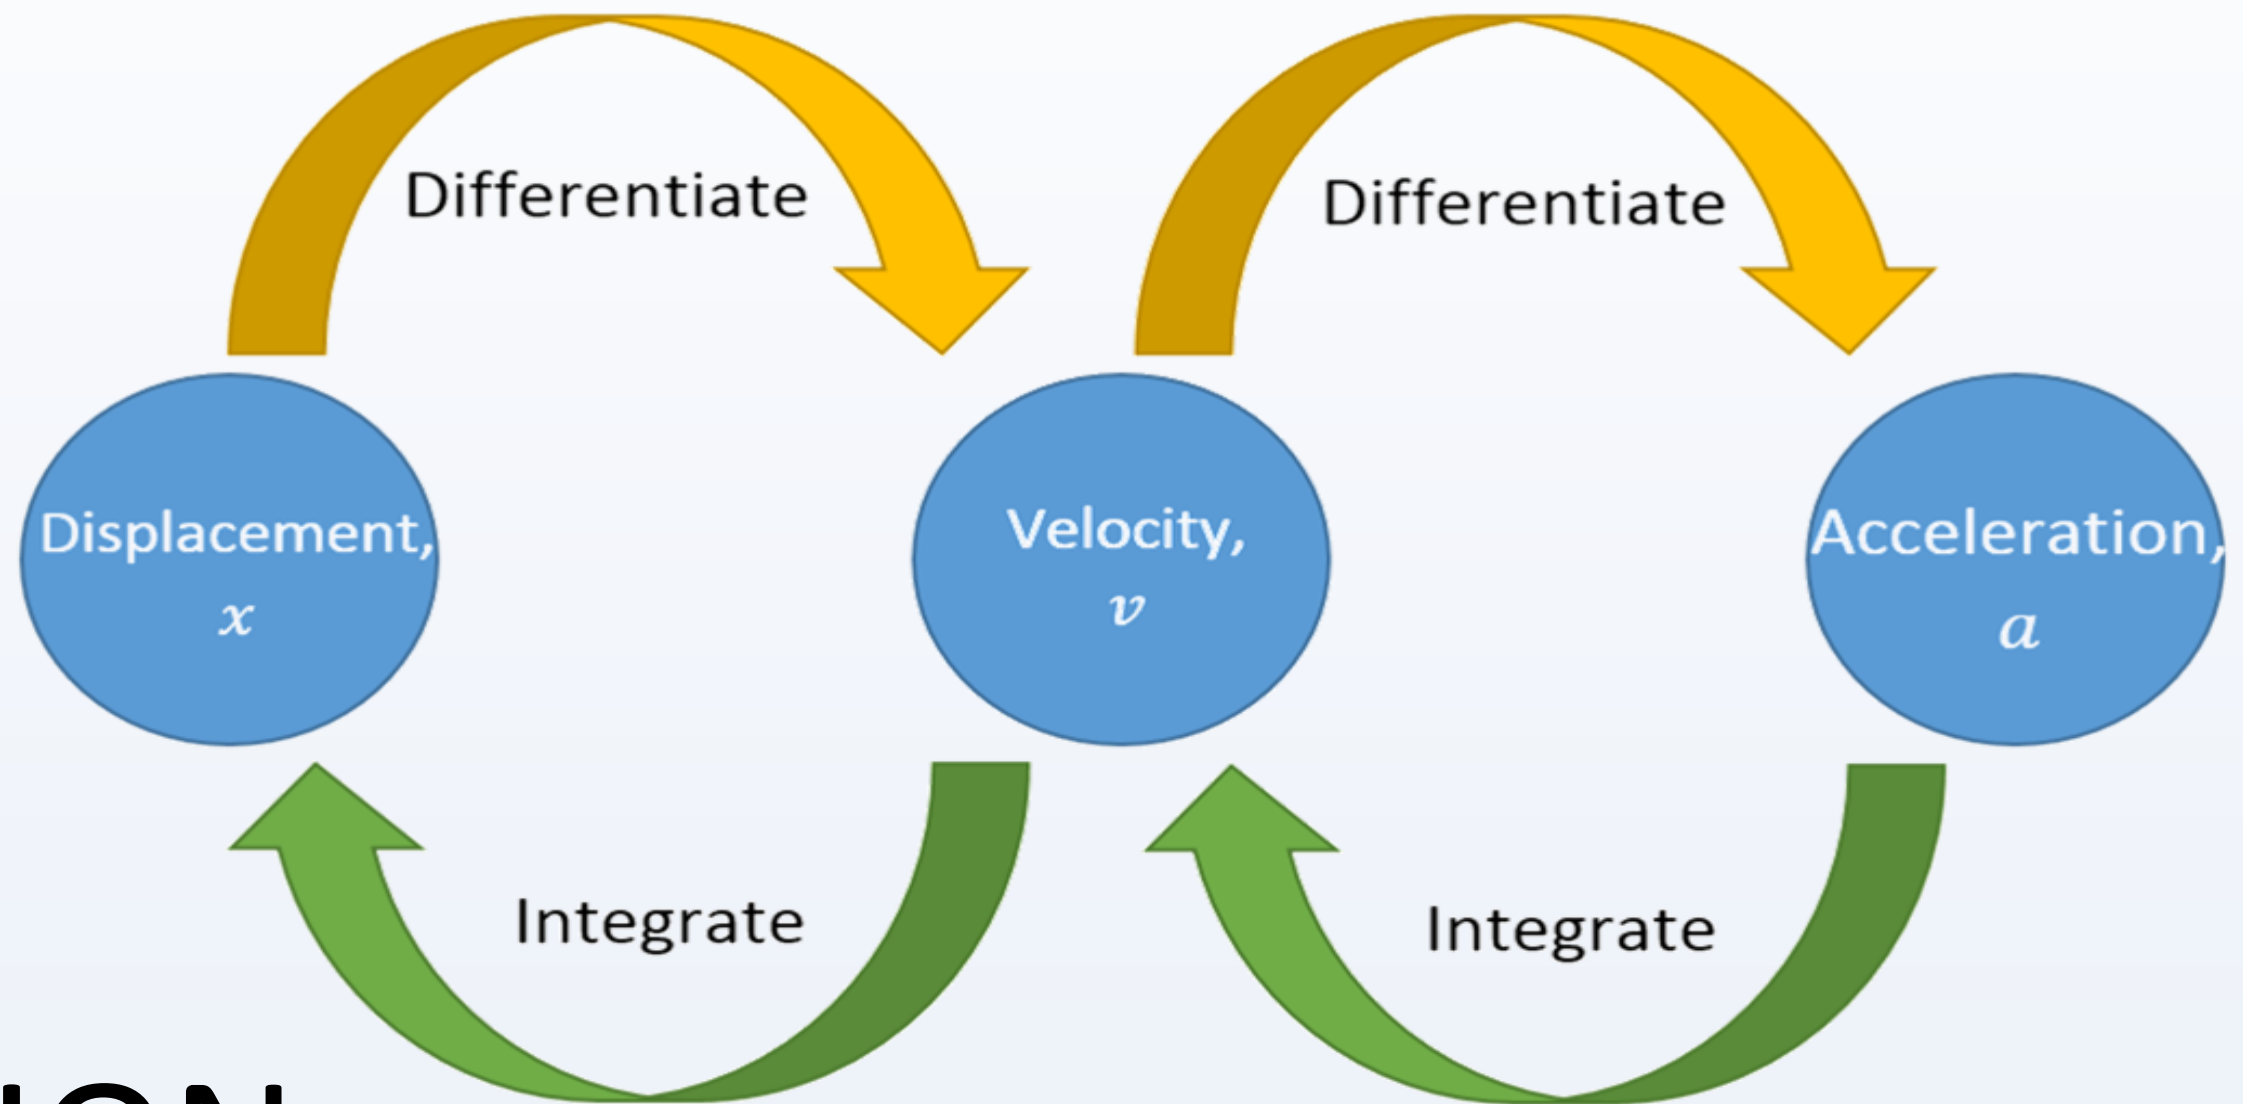 Differentiate
Differentiate
Displacement,
x
Velocity,
v
Acceleration,
a
Integrate
Integrate